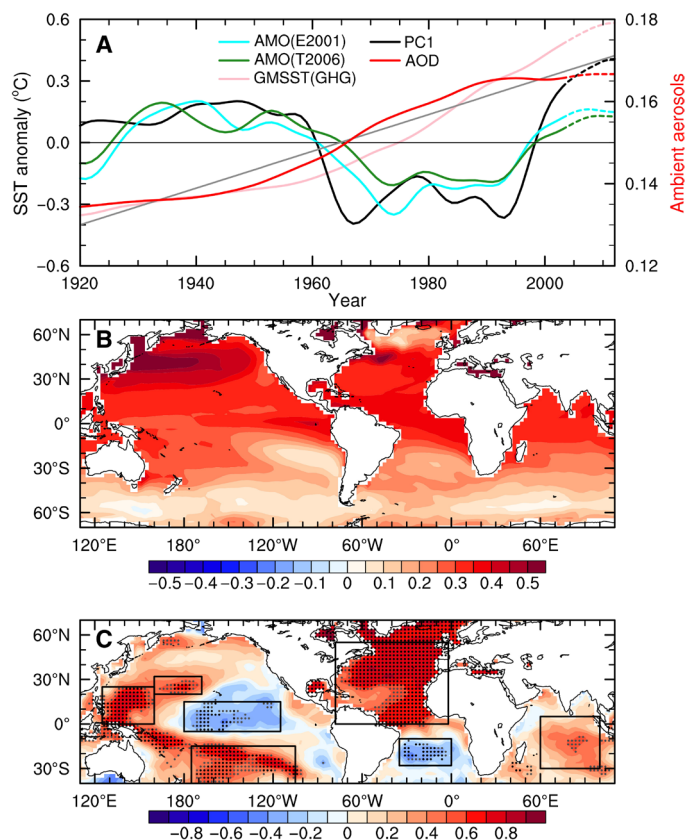 A
AMO(E2001)
AMO(T2006)
GMSST(GHG)
PC1
AOD
SST anomaly (°C)
0.6
0.3
0.0
−0.3
−0.6
0.18
0.16
0.14
0.12
Ambient aerosols
1920 1940 1960 1980 2000
Year
B
60°N
30°N
0°
30°S
60°S
120°E 180° 120°W 60°W 0° 60°E
−0.5 −0.4 −0.3 −0.2 −0.1 0 0.1 0.2 0.3 0.4 0.5
C
60°N
30°N
0°
30°S
120°E 180° 120°W 60°W 0° 60°E
−0.8 −0.6 −0.4 −0.2 0 0.2 0.4 0.6 0.8